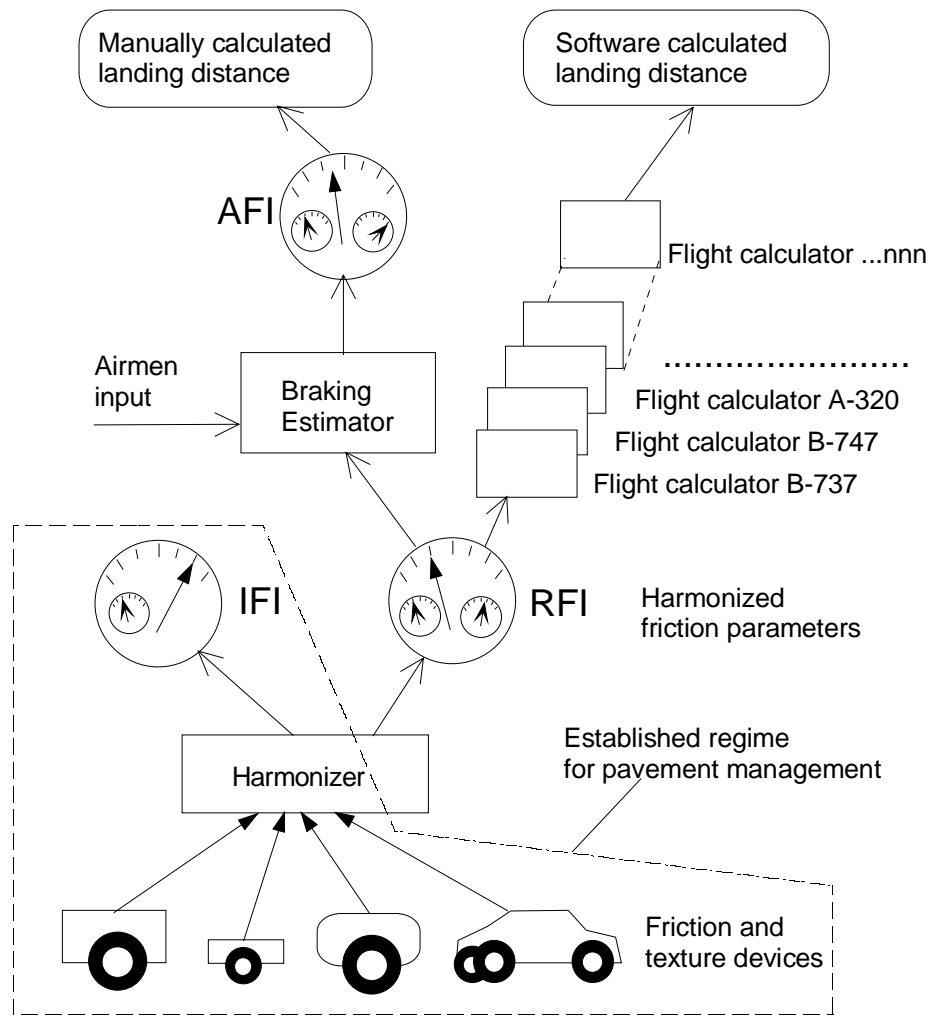 Manually calculated
landing distance
Software calculated
landing distance
AFI
Flight calculator ...nnn
Airmen
input
Braking
Estimator
........................
Flight calculator A-320
Flight calculator B-747
Flight calculator B-737
IFI
RFI
Harmonized
friction parameters
Established regime
for pavement management
Harmonizer
Friction and
texture devices